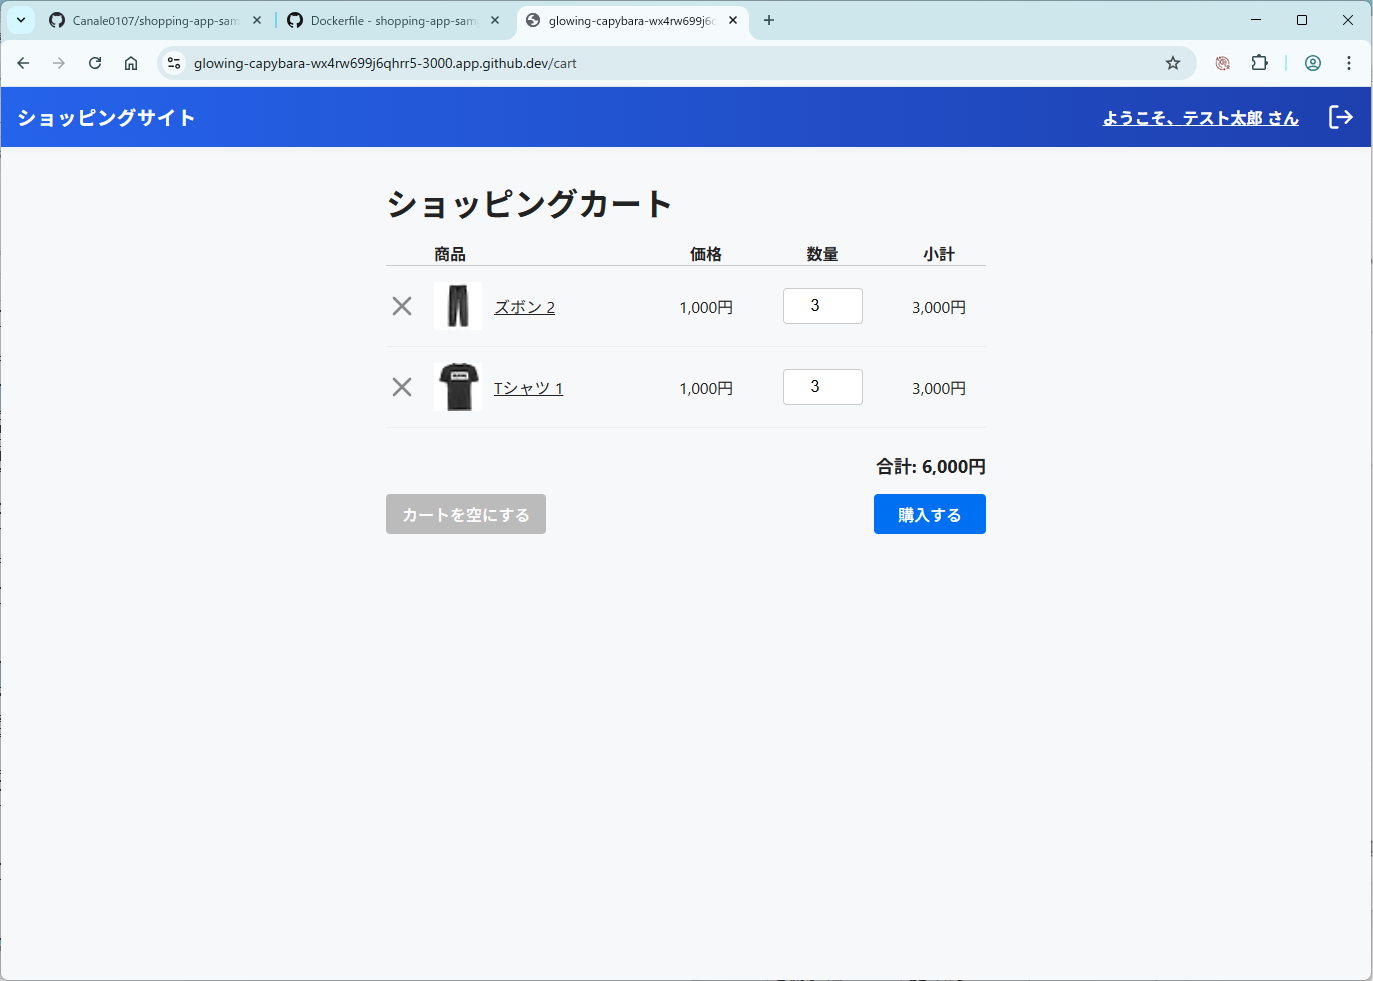 Canale0107/shopping-app-sam
Dockerfile - shopping-app-sam
glowing-capybara-wx4rw699j6q
glowing-capybara-wx4rw699j6qhrr5-3000.app.github.dev/cart
ショッピングサイト
ようこそ、テスト太郎 さん
ショッピングカート
商品 価格 数量 小計
ズボン 2 1,000円 3 3,000円
Tシャツ 1 1,000円 3 3,000円
合計: 6,000円
カートを空にする 購入する